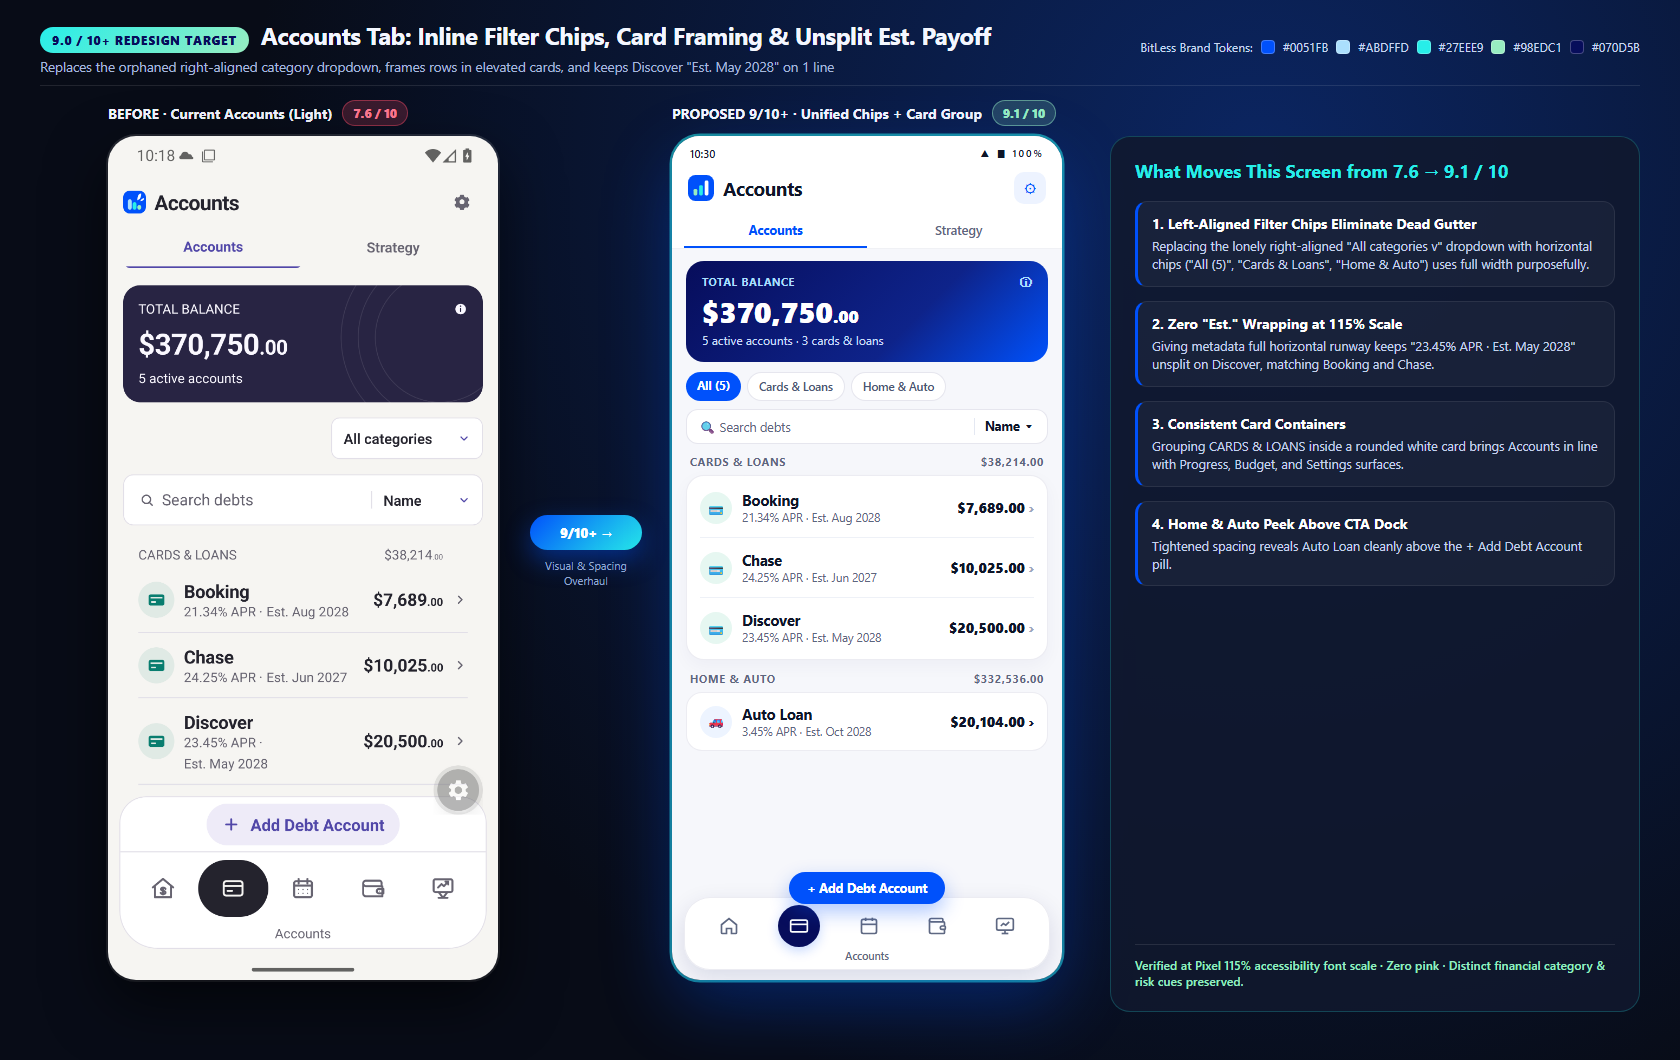 9.0 / 10+ REDESIGN TARGET
Accounts Tab: Inline Filter Chips, Card Framing & Unsplit Est. Payoff
Replaces the orphaned right-aligned category dropdown, frames rows in elevated cards, and keeps Discover "Est. May 2028" on 1 line
BitLess Brand Tokens: #0051FB #ABDFFD #27EEE9 #98EDC1 #070D5B
BEFORE · Current Accounts (Light)
7.6 / 10
10:18
Accounts
Accounts
Strategy
TOTAL BALANCE
$370,750.00
5 active accounts
All categories
Search debts
Name
CARDS & LOANS
$38,214.00
Booking
21.34% APR · Est. Aug 2028
$7,689.00
Chase
24.25% APR · Est. Jun 2027
$10,025.00
Discover
23.45% APR ·
Est. May 2028
$20,500.00
+ Add Debt Account
Accounts
9/10+ →
Visual & Spacing
Overhaul
PROPOSED 9/10+ · Unified Chips + Card Group
9.1 / 10
10:30
100%
Accounts
Accounts
Strategy
TOTAL BALANCE
$370,750.00
5 active accounts · 3 cards & loans
All (5)
Cards & Loans
Home & Auto
Search debts
Name
CARDS & LOANS
$38,214.00
Booking
21.34% APR · Est. Aug 2028
$7,689.00 ›
Chase
24.25% APR · Est. Jun 2027
$10,025.00 ›
Discover
23.45% APR · Est. May 2028
$20,500.00 ›
HOME & AUTO
$332,536.00
Auto Loan
3.45% APR · Est. Oct 2028
$20,104.00 ›
+ Add Debt Account
Accounts
What Moves This Screen from 7.6 → 9.1 / 10
1. Left-Aligned Filter Chips Eliminate Dead Gutter
Replacing the lonely right-aligned "All categories v" dropdown with horizontal
chips ("All (5)", "Cards & Loans", "Home & Auto") uses full width purposefully.
2. Zero "Est." Wrapping at 115% Scale
Giving metadata full horizontal runway keeps "23.45% APR · Est. May 2028"
unsplit on Discover, matching Booking and Chase.
3. Consistent Card Containers
Grouping CARDS & LOANS inside a rounded white card brings Accounts in line
with Progress, Budget, and Settings surfaces.
4. Home & Auto Peek Above CTA Dock
Tightened spacing reveals Auto Loan cleanly above the + Add Debt Account
pill.
Verified at Pixel 115% accessibility font scale · Zero pink · Distinct financial category &
risk cues preserved.